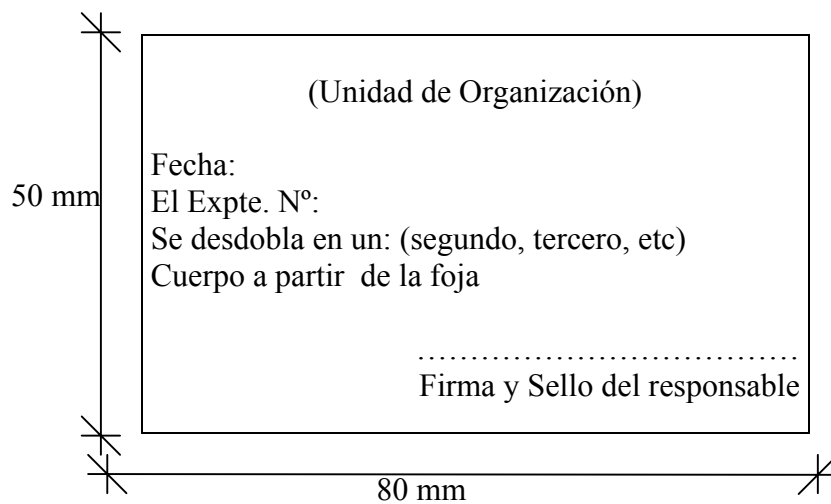 (Unidad de Organización)
Fecha:
50 mm
El Expte. Nº:
Se desdobla en un: (segundo, tercero, etc)
Cuerpo a partir  de la foja
...................................
Firma y Sello del responsable
80 mm